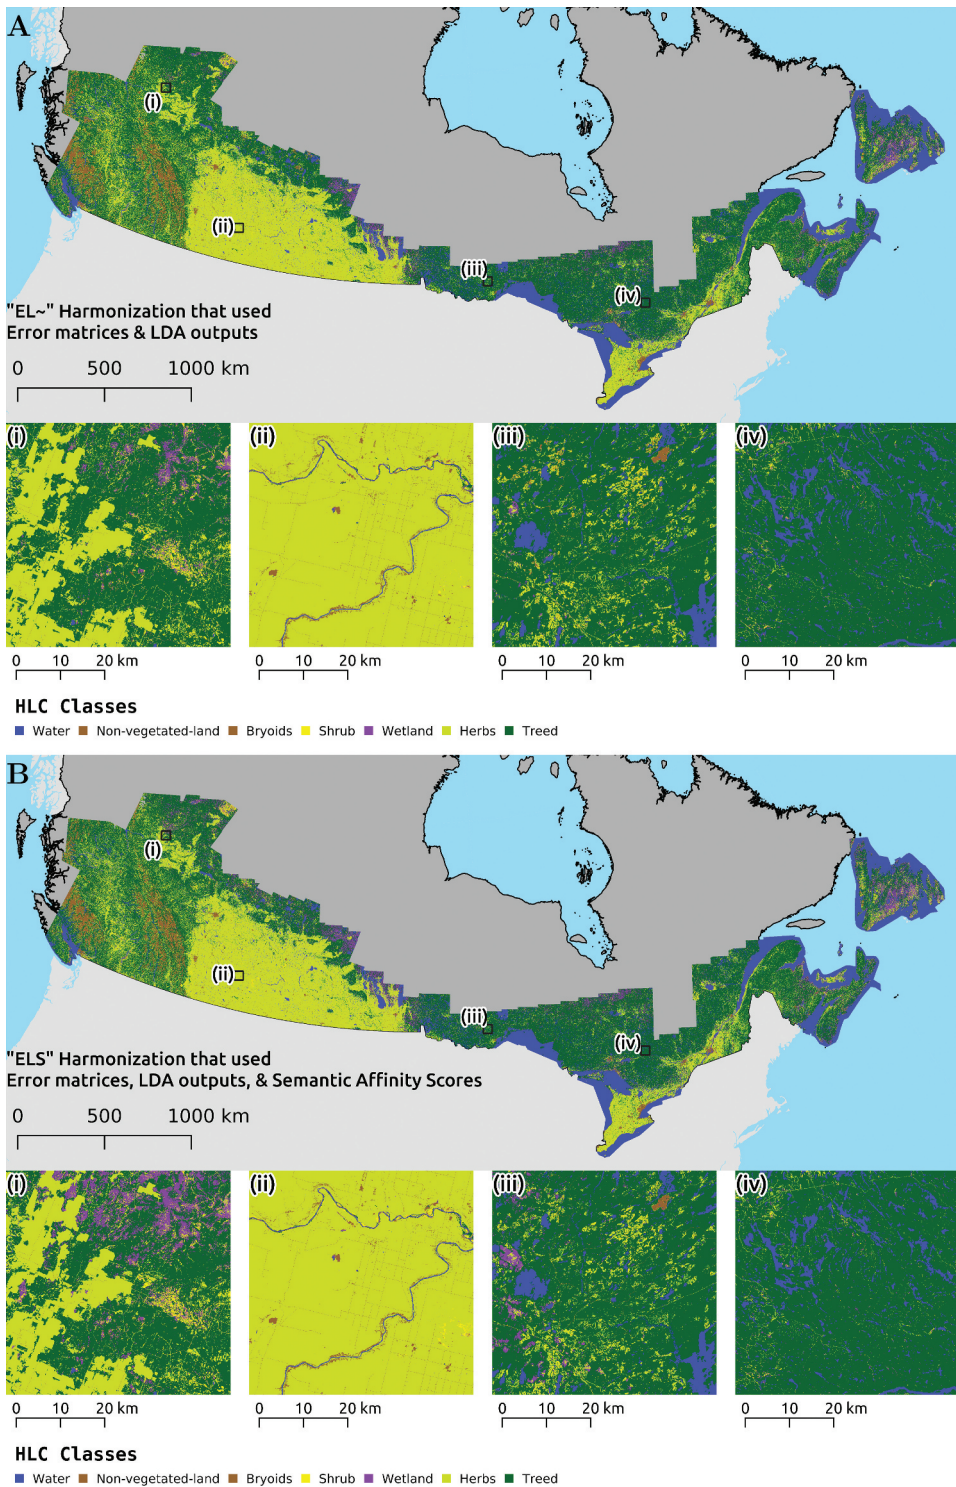 A
(i)
(ii)
(iii)
(iv)
"EL~" Harmonization that used
Error matrices & LDA outputs
0 500 1000 km
(i) (ii) (iii) (iv)
0 10 20 km 0 10 20 km 0 10 20 km 0 10 20 km
HLC Classes
Water Non-vegetated-land Bryoids Shrub Wetland Herbs Treed
B
(i)
(ii)
(iii)
(iv)
"ELS" Harmonization that used
Error matrices, LDA outputs, & Semantic Affinity Scores
0 500 1000 km
(i) (ii) (iii) (iv)
0 10 20 km 0 10 20 km 0 10 20 km 0 10 20 km
HLC Classes
Water Non-vegetated-land Bryoids Shrub Wetland Herbs Treed